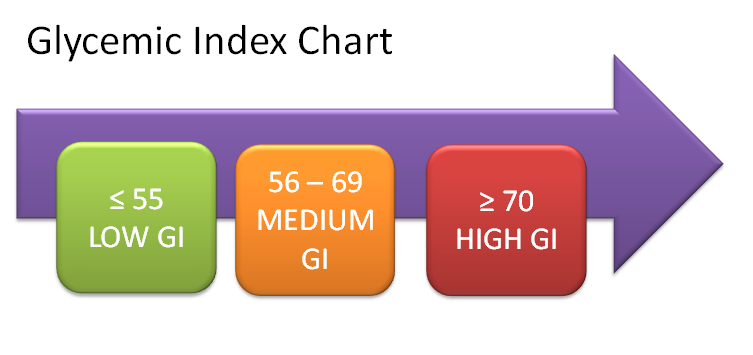 Glycemic Index Chart
≤ 55
LOW GI
56 – 69
MEDIUM
GI
≥ 70
HIGH GI